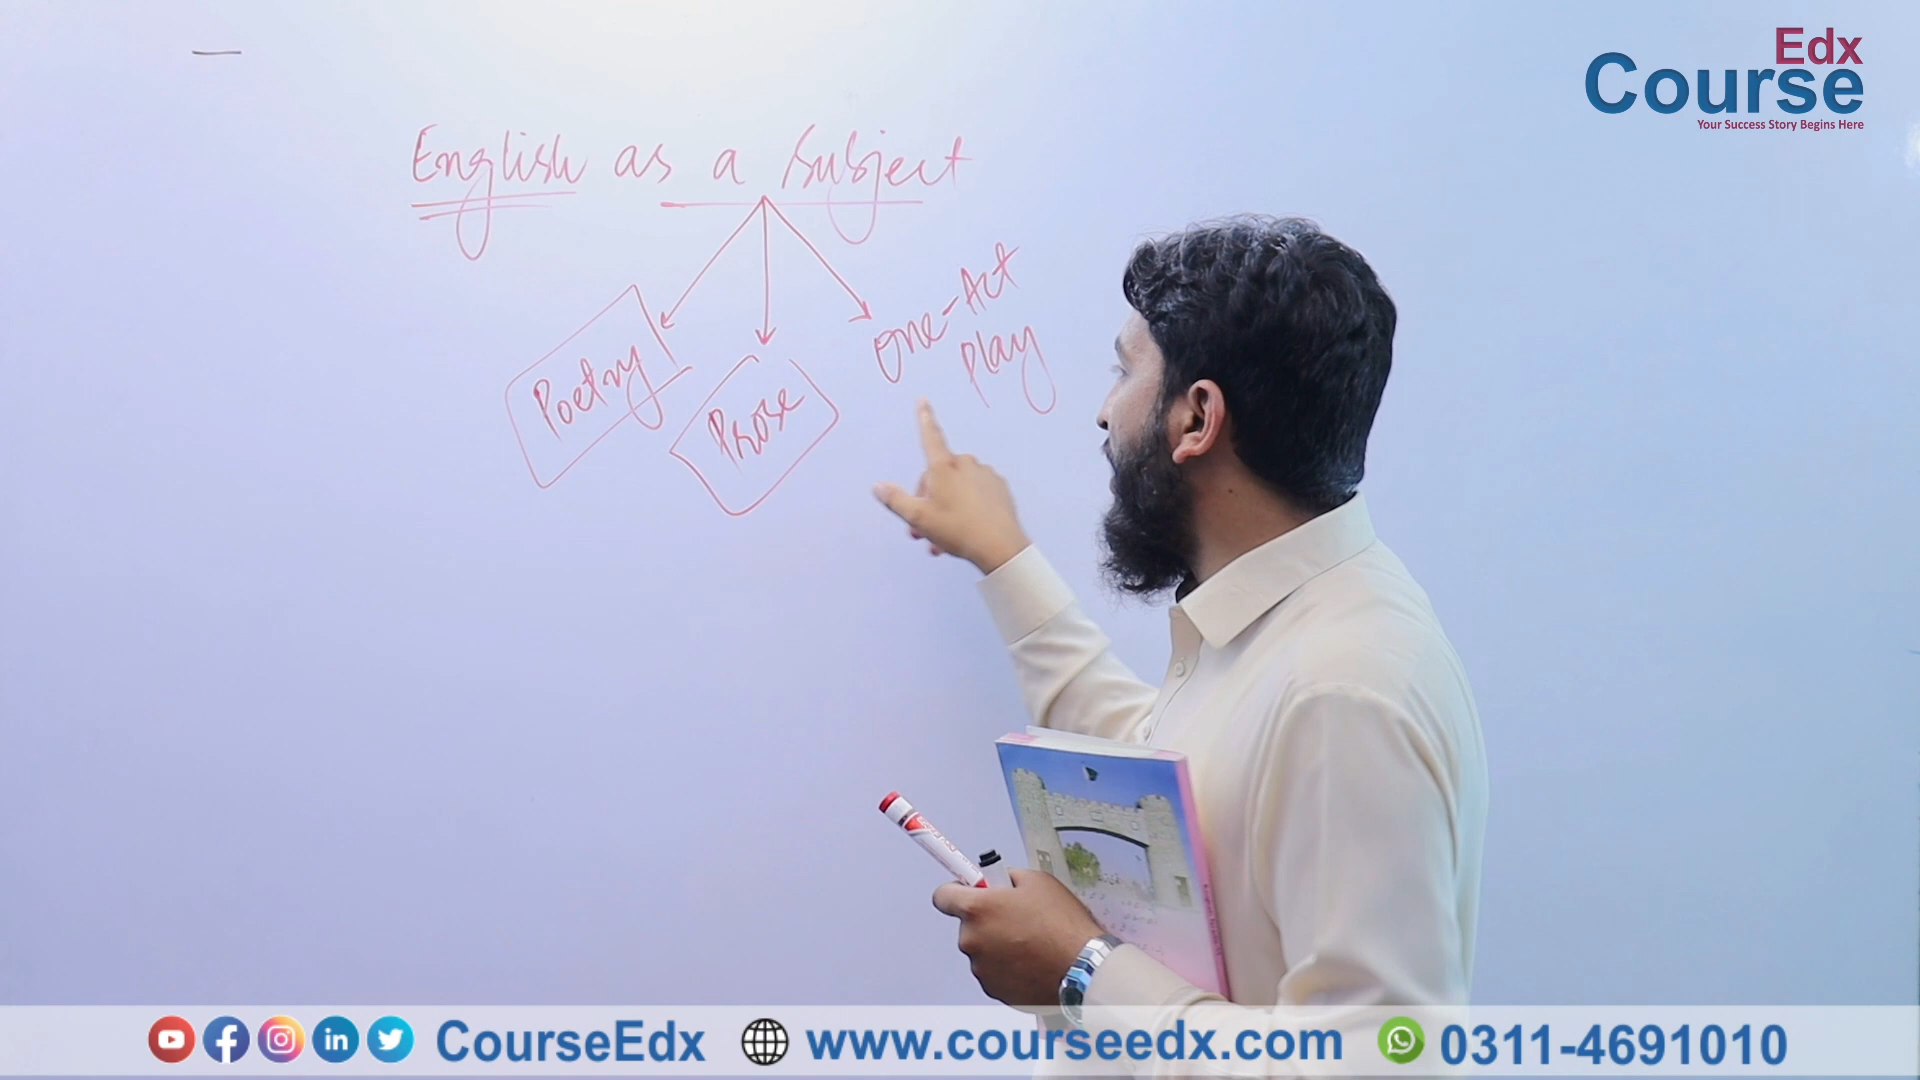 Edx
Course
Your Success Story Begins Here
English as a Subject
Poetry
Prose
One-Act
Play
CourseEdx
www.courseedx.com
0311-4691010